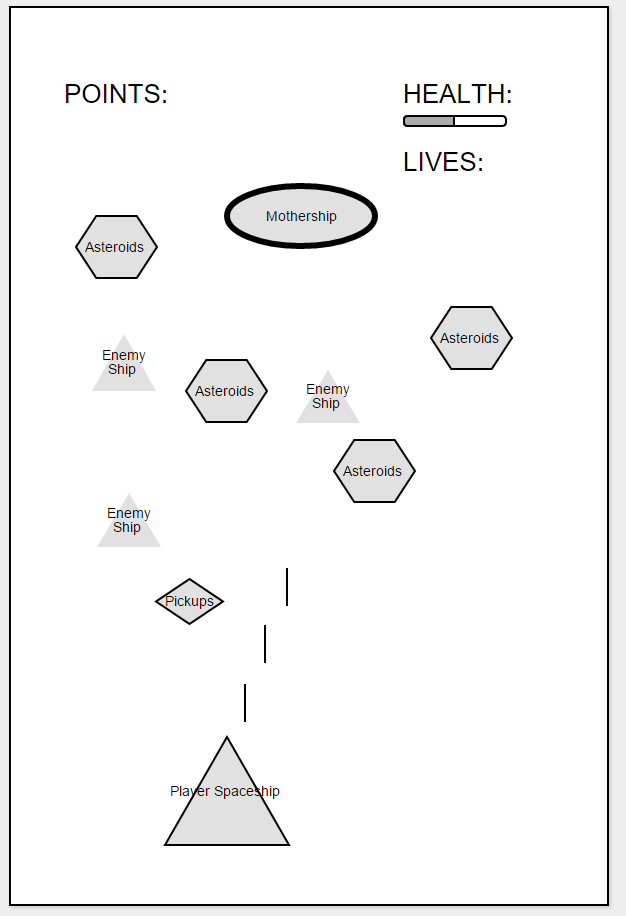 POINTS:
HEALTH:
LIVES:
Mothership
Asteroids
Asteroids
Enemy
Ship
Asteroids
Enemy
Ship
Asteroids
Enemy
Ship
Pickups
Player Spaceship